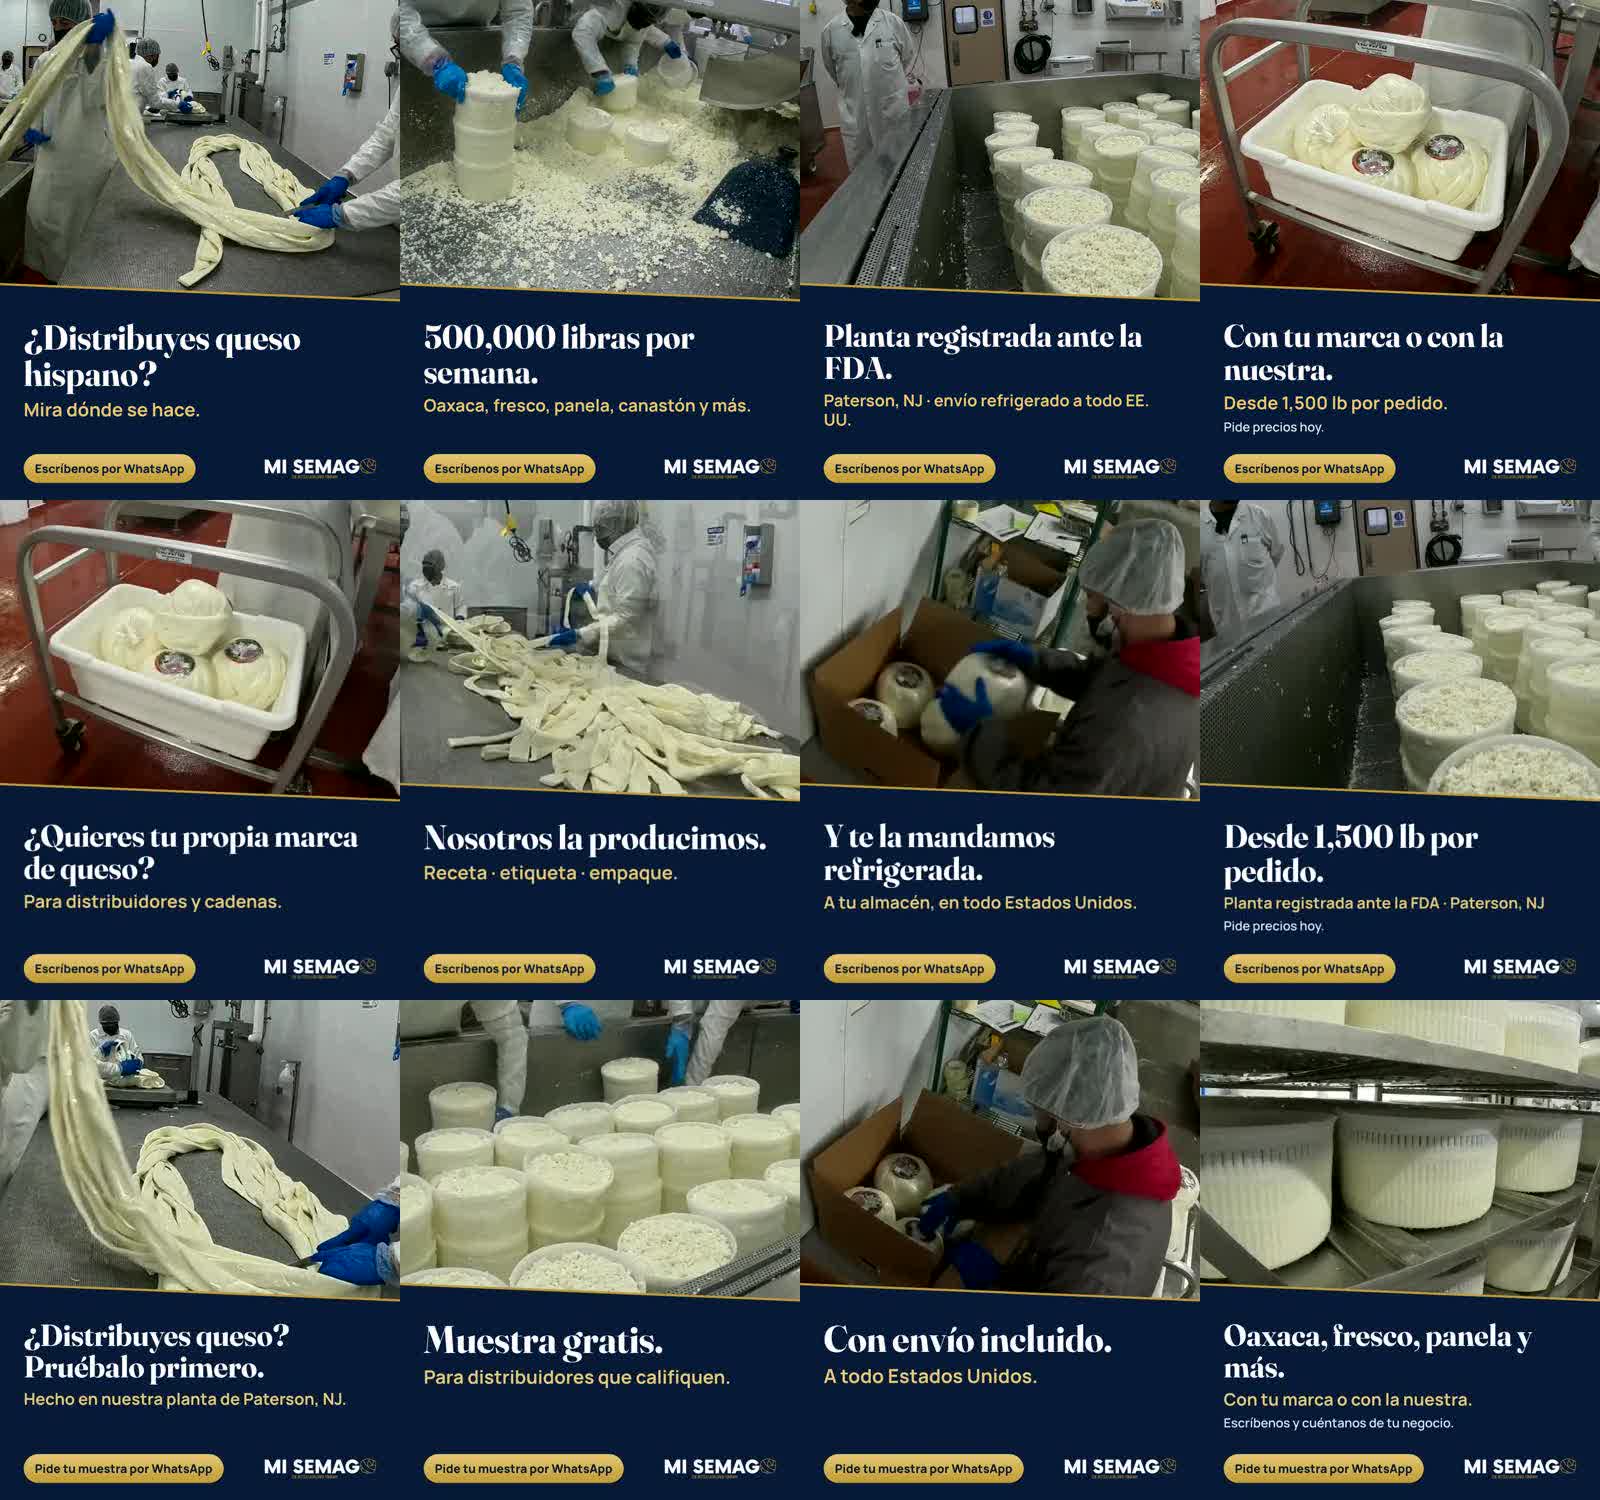 ¿Distribuyes queso
hispano?
Mira dónde se hace.
Escríbenos por WhatsApp
MI SEMAG
500,000 libras por
semana.
Oaxaca, fresco, panela, canastón y más.
Escríbenos por WhatsApp
MI SEMAG
Planta registrada ante la
FDA.
Paterson, NJ · envío refrigerado a todo EE.
UU.
Escríbenos por WhatsApp
MI SEMAG
Con tu marca o con la
nuestra.
Desde 1,500 lb por pedido.
Pide precios hoy.
Escríbenos por WhatsApp
MI SEMAG
¿Quieres tu propia marca
de queso?
Para distribuidores y cadenas.
Escríbenos por WhatsApp
MI SEMAG
Nosotros la producimos.
Receta · etiqueta · empaque.
Escríbenos por WhatsApp
MI SEMAG
Y te la mandamos
refrigerada.
A tu almacén, en todo Estados Unidos.
Escríbenos por WhatsApp
MI SEMAG
Desde 1,500 lb por
pedido.
Planta registrada ante la FDA · Paterson, NJ
Pide precios hoy.
Escríbenos por WhatsApp
MI SEMAG
¿Distribuyes queso?
Pruébalo primero.
Hecho en nuestra planta de Paterson, NJ.
Pide tu muestra por WhatsApp
MI SEMAG
Muestra gratis.
Para distribuidores que califiquen.
Pide tu muestra por WhatsApp
MI SEMAG
Con envío incluido.
A todo Estados Unidos.
Pide tu muestra por WhatsApp
MI SEMAG
Oaxaca, fresco, panela y
más.
Con tu marca o con la nuestra.
Escríbenos y cuéntanos de tu negocio.
Pide tu muestra por WhatsApp
MI SEMAG